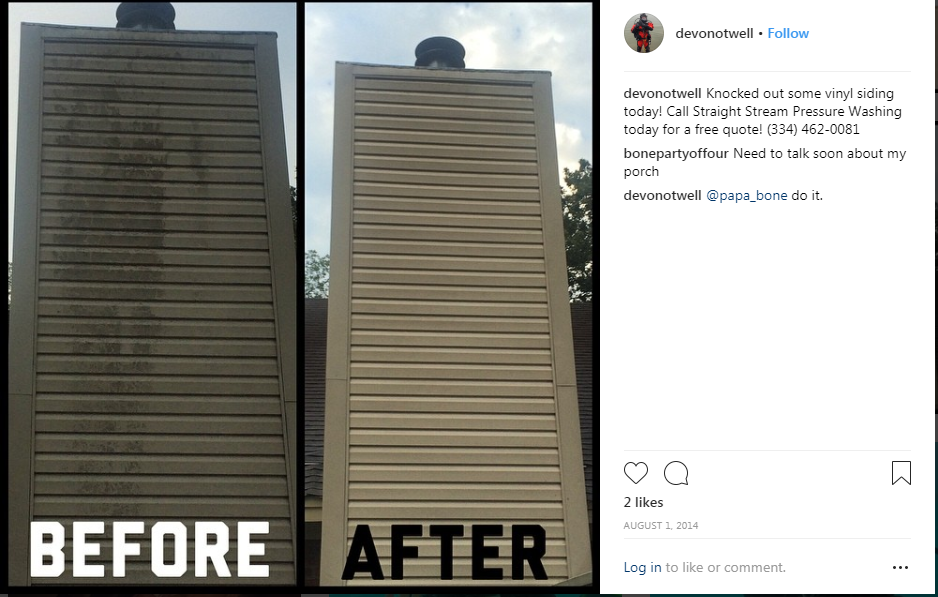 BEFORE
AFTER
devonotwell • Follow
devonotwell Knocked out some vinyl siding
today! Call Straight Stream Pressure Washing
today for a free quote! (334) 462-0081
bonepartyoffour Need to talk soon about my
porch
devonotwell @papa_bone do it.
2 likes
AUGUST 1, 2014
Log in to like or comment.